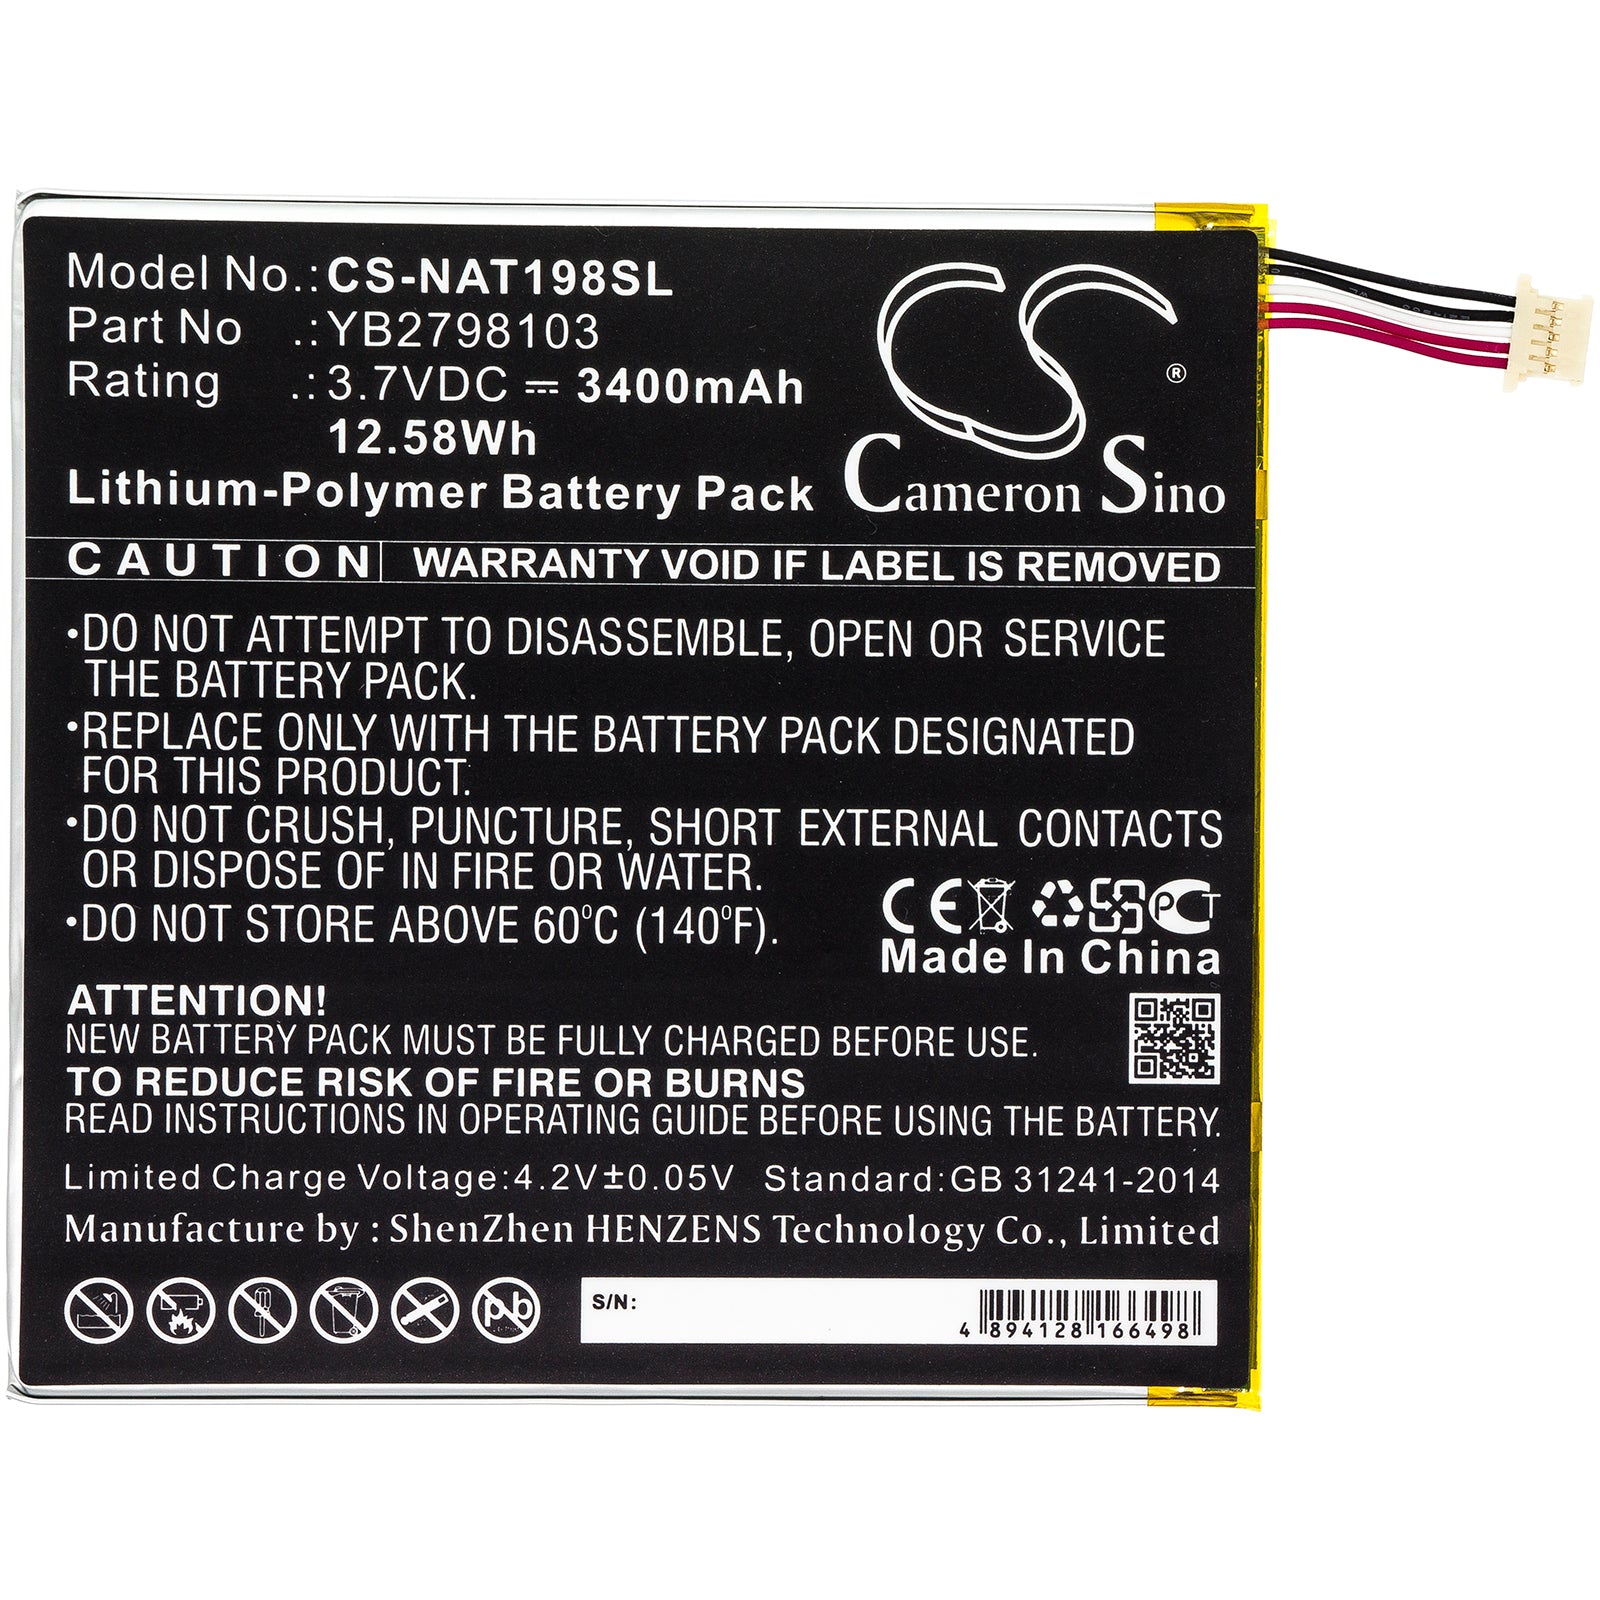 Model No.: CS-NAT198SL
Part No .: YB2798103
Rating .: 3.7VDC ⎓ 3400mAh
12.58Wh
Lithium-Polymer Battery Pack
CS
®
Cameron Sino
CAUTION WARRANTY VOID IF LABEL IS REMOVED
•DO NOT ATTEMPT TO DISASSEMBLE, OPEN OR SERVICE
THE BATTERY PACK.
•REPLACE ONLY WITH THE BATTERY PACK DESIGNATED
FOR THIS PRODUCT.
•DO NOT CRUSH, PUNCTURE, SHORT EXTERNAL CONTACTS
OR DISPOSE OF IN FIRE OR WATER.
•DO NOT STORE ABOVE 60°C (140°F).
CE PCT
Made In China
ATTENTION!
NEW BATTERY PACK MUST BE FULLY CHARGED BEFORE USE.
TO REDUCE RISK OF FIRE OR BURNS
READ INSTRUCTIONS IN OPERATING GUIDE BEFORE USING THE BATTERY.
Limited Charge Voltage:4.2V±0.05V Standard:GB 31241-2014
Manufacture by : ShenZhen HENZENS Technology Co., Limited
pb
S/N:
4 894128 166498